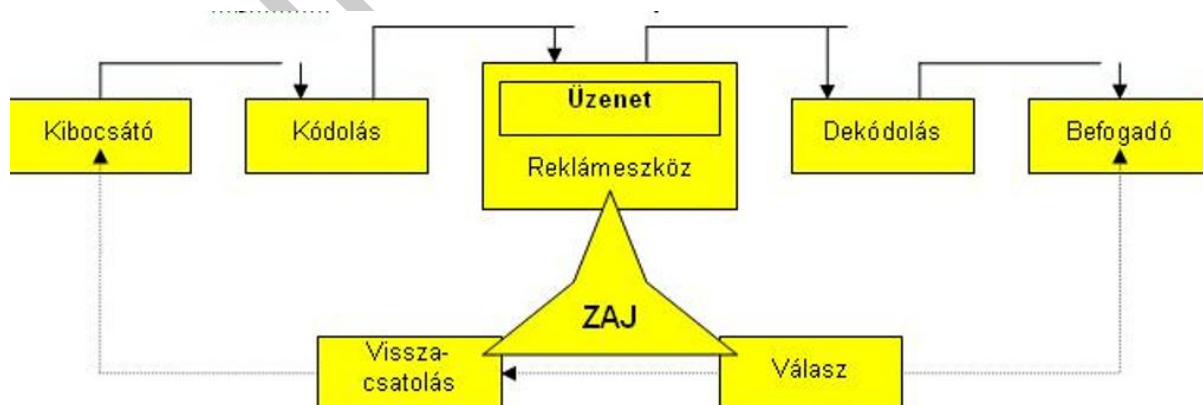 Üzenet
Kibocsátó
Kódolás
Reklámeszköz
Dekódolás
Befogadó
ZAJ
Vissza-
csatolás
Válasz